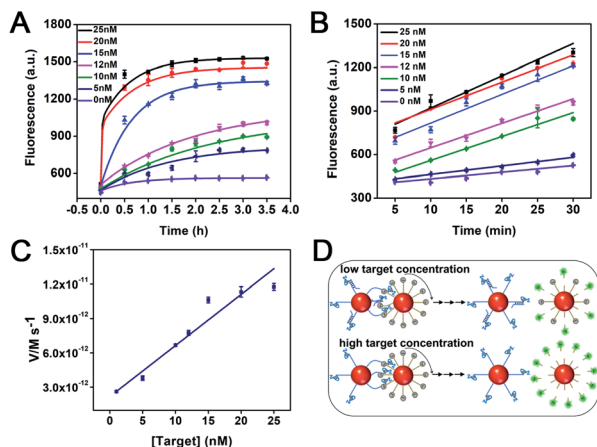 A
25nM
20nM
15nM
12nM
10nM
5nM
0nM
Fluorescence (a.u.)
1500
1200
900
600
-0.5 0.0 0.5 1.0 1.5 2.0 2.5 3.0 3.5 4.0
Time (h)
B
25 nM
20 nM
15 nM
12 nM
10 nM
5 nM
0 nM
Fluorescence (a.u.)
1500
1200
900
600
300
5 10 15 20 25 30
Time (min)
C
V/M s-1
1.5x10-11
1.2x10-11
9.0x10-12
6.0x10-12
3.0x10-12
0 5 10 15 20 25
[Target] (nM)
D
low target concentration
high target concentration